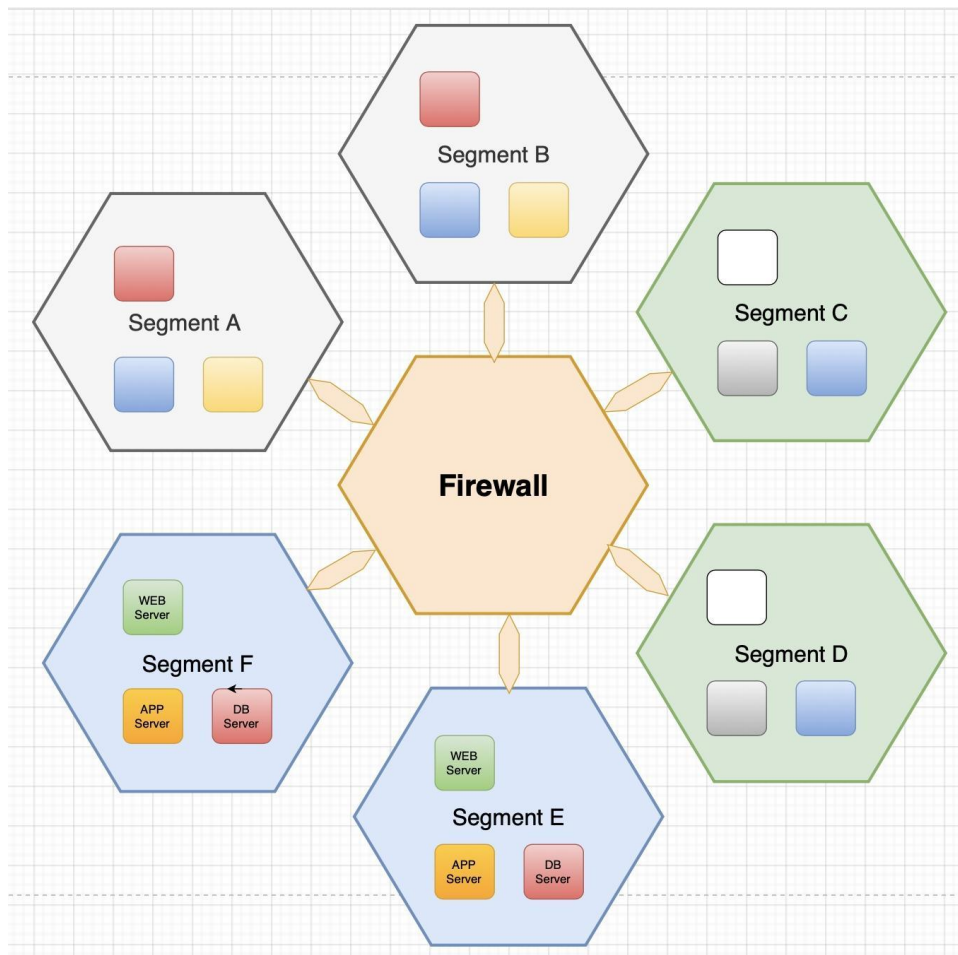 Segment B
Segment A
Segment C
Firewall
WEB
Server
Segment F
APP
Server
DB
Server
Segment D
WEB
Server
Segment E
APP
Server
DB
Server